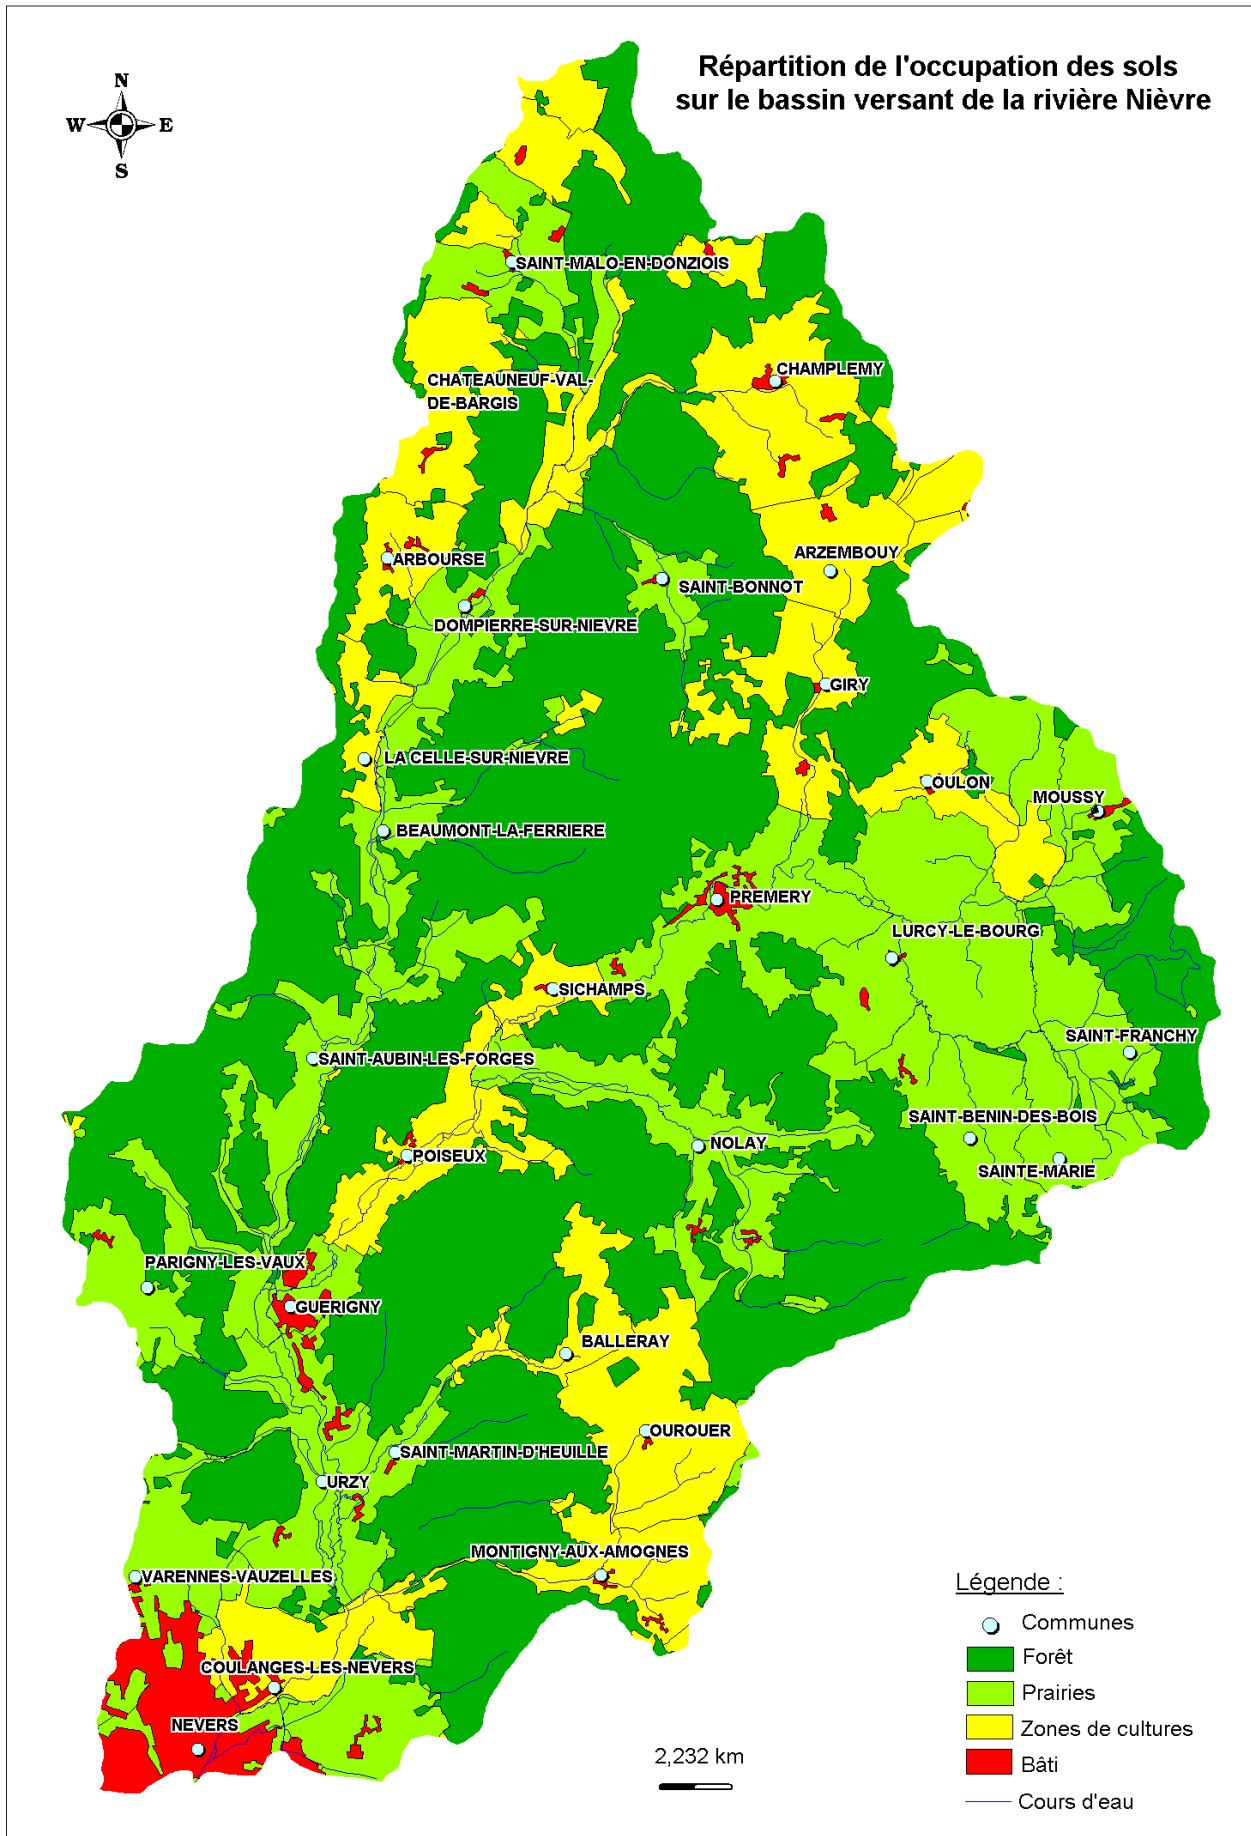 Répartition de l'occupation des sols
sur le bassin versant de la rivière Nièvre
N
W
E
S
SAINT-MALO-EN-DONZIOIS
CHAMPLEMY
CHATEAUNEUF-VAL-
DE-BARGIS
ARBOURSE
ARZEMBOUY
SAINT-BONNOT
DOMPIERRE-SUR-NIEVRE
GIRY
LA CELLE-SUR-NIEVRE
OULON
MOUSSY
BEAUMONT-LA-FERRIERE
PREMERY
LURCY-LE-BOURG
SICHAMPS
SAINT-FRANCHY
SAINT-AUBIN-LES-FORGES
SAINT-BENIN-DES-BOIS
NOLAY
POISEUX
SAINTE-MARIE
PARIGNY-LES-VAUX
GUERIGNY
BALLERAY
OUROUER
SAINT-MARTIN-D'HEUILLE
URZY
MONTIGNY-AUX-AMOGNES
VARENNES-VAUZELLES
COULANGES-LES-NEVERS
NEVERS
2,232 km
Légende :
Communes
Forêt
Prairies
Zones de cultures
Bâti
Cours d'eau